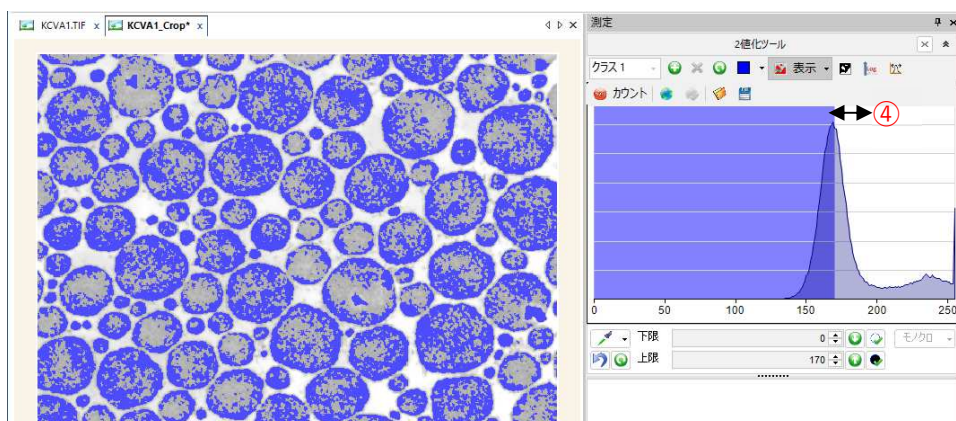 KCVA1.TIF x KCVA1_Crop* x
測定
2値化ツール
クラス 1 表示
カウント
④
0 50 100 150 200 250
下限 0 モノクロ
上限 170